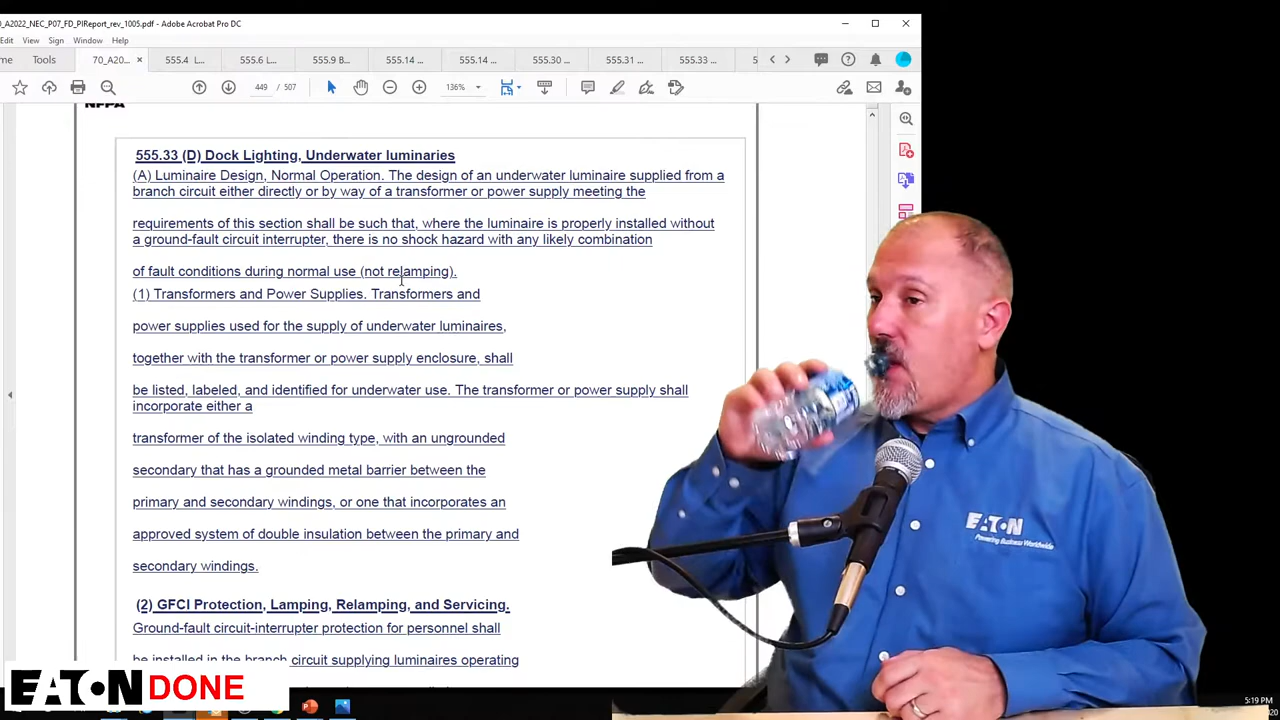 0_A2022_NEC_P07_FD_PIReport_rev_1005.pdf - Adobe Acrobat Pro DC
Edit View Sign Window Help
me Tools 70_A20... × 555.4 L... 555.6 L... 555.9 B... 555.14 ... 555.14 ... 555.30 ... 555.31 ... 555.33 ... 5
449 / 507 136%
NFPA
555.33 (D) Dock Lighting, Underwater luminaries
(A) Luminaire Design, Normal Operation. The design of an underwater luminaire supplied from a
branch circuit either directly or by way of a transformer or power supply meeting the
requirements of this section shall be such that, where the luminaire is properly installed without
a ground-fault circuit interrupter, there is no shock hazard with any likely combination
of fault conditions during normal use (not relamping).
(1) Transformers and Power Supplies. Transformers and
power supplies used for the supply of underwater luminaires,
together with the transformer or power supply enclosure, shall
be listed, labeled, and identified for underwater use. The transformer or power supply shall
incorporate either a
transformer of the isolated winding type, with an ungrounded
secondary that has a grounded metal barrier between the
primary and secondary windings, or one that incorporates an
approved system of double insulation between the primary and
secondary windings.
(2) GFCI Protection, Lamping, Relamping, and Servicing.
Ground-fault circuit-interrupter protection for personnel shall
be installed in the branch circuit supplying luminaires operating
EATON
Powering Business Worldwide
EATON DONE
5:19 PM